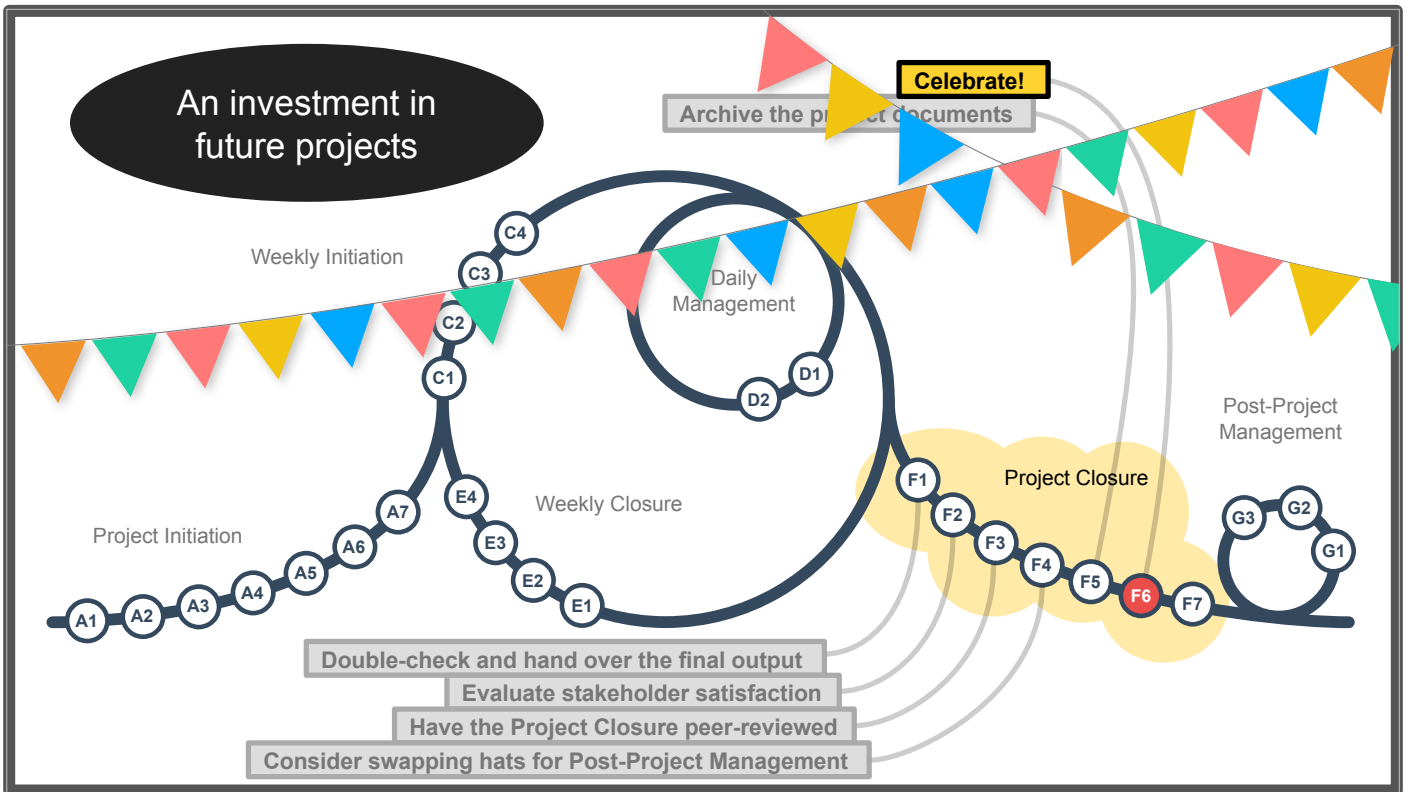 An investment in
future projects
Celebrate!
Archive the project documents
Weekly Initiation
C4
C3
Daily
Management
C2
C1
D1
D2
Post-Project
Management
Project Closure
F1
F2
F3
F4
F5
F6
F7
G3
G2
G1
Weekly Closure
E4
E3
E2
E1
Project Initiation
A1
A2
A3
A4
A5
A6
A7
Double-check and hand over the final output
Evaluate stakeholder satisfaction
Have the Project Closure peer-reviewed
Consider swapping hats for Post-Project Management